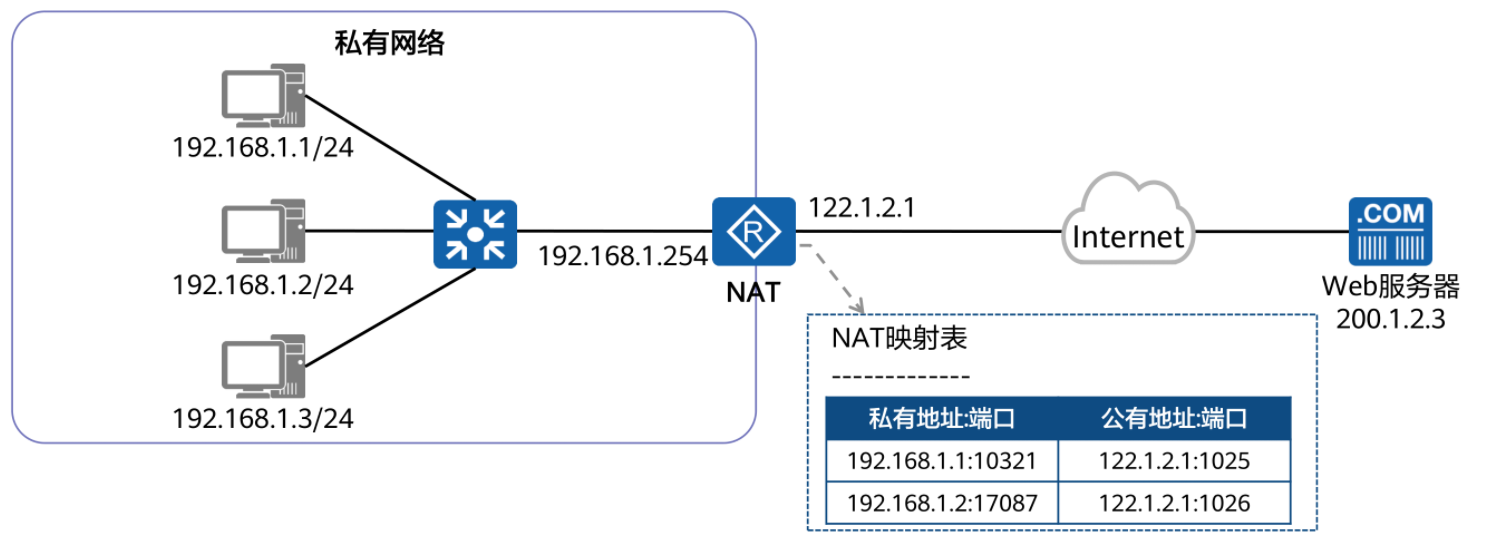 私有网络
192.168.1.1/24
192.168.1.2/24
192.168.1.3/24
192.168.1.254
R
NAT
122.1.2.1
Internet
.COM
Web服务器
200.1.2.3
NAT映射表
-------------
私有地址:端口 公有地址:端口
192.168.1.1:10321 122.1.2.1:1025
192.168.1.2:17087 122.1.2.1:1026